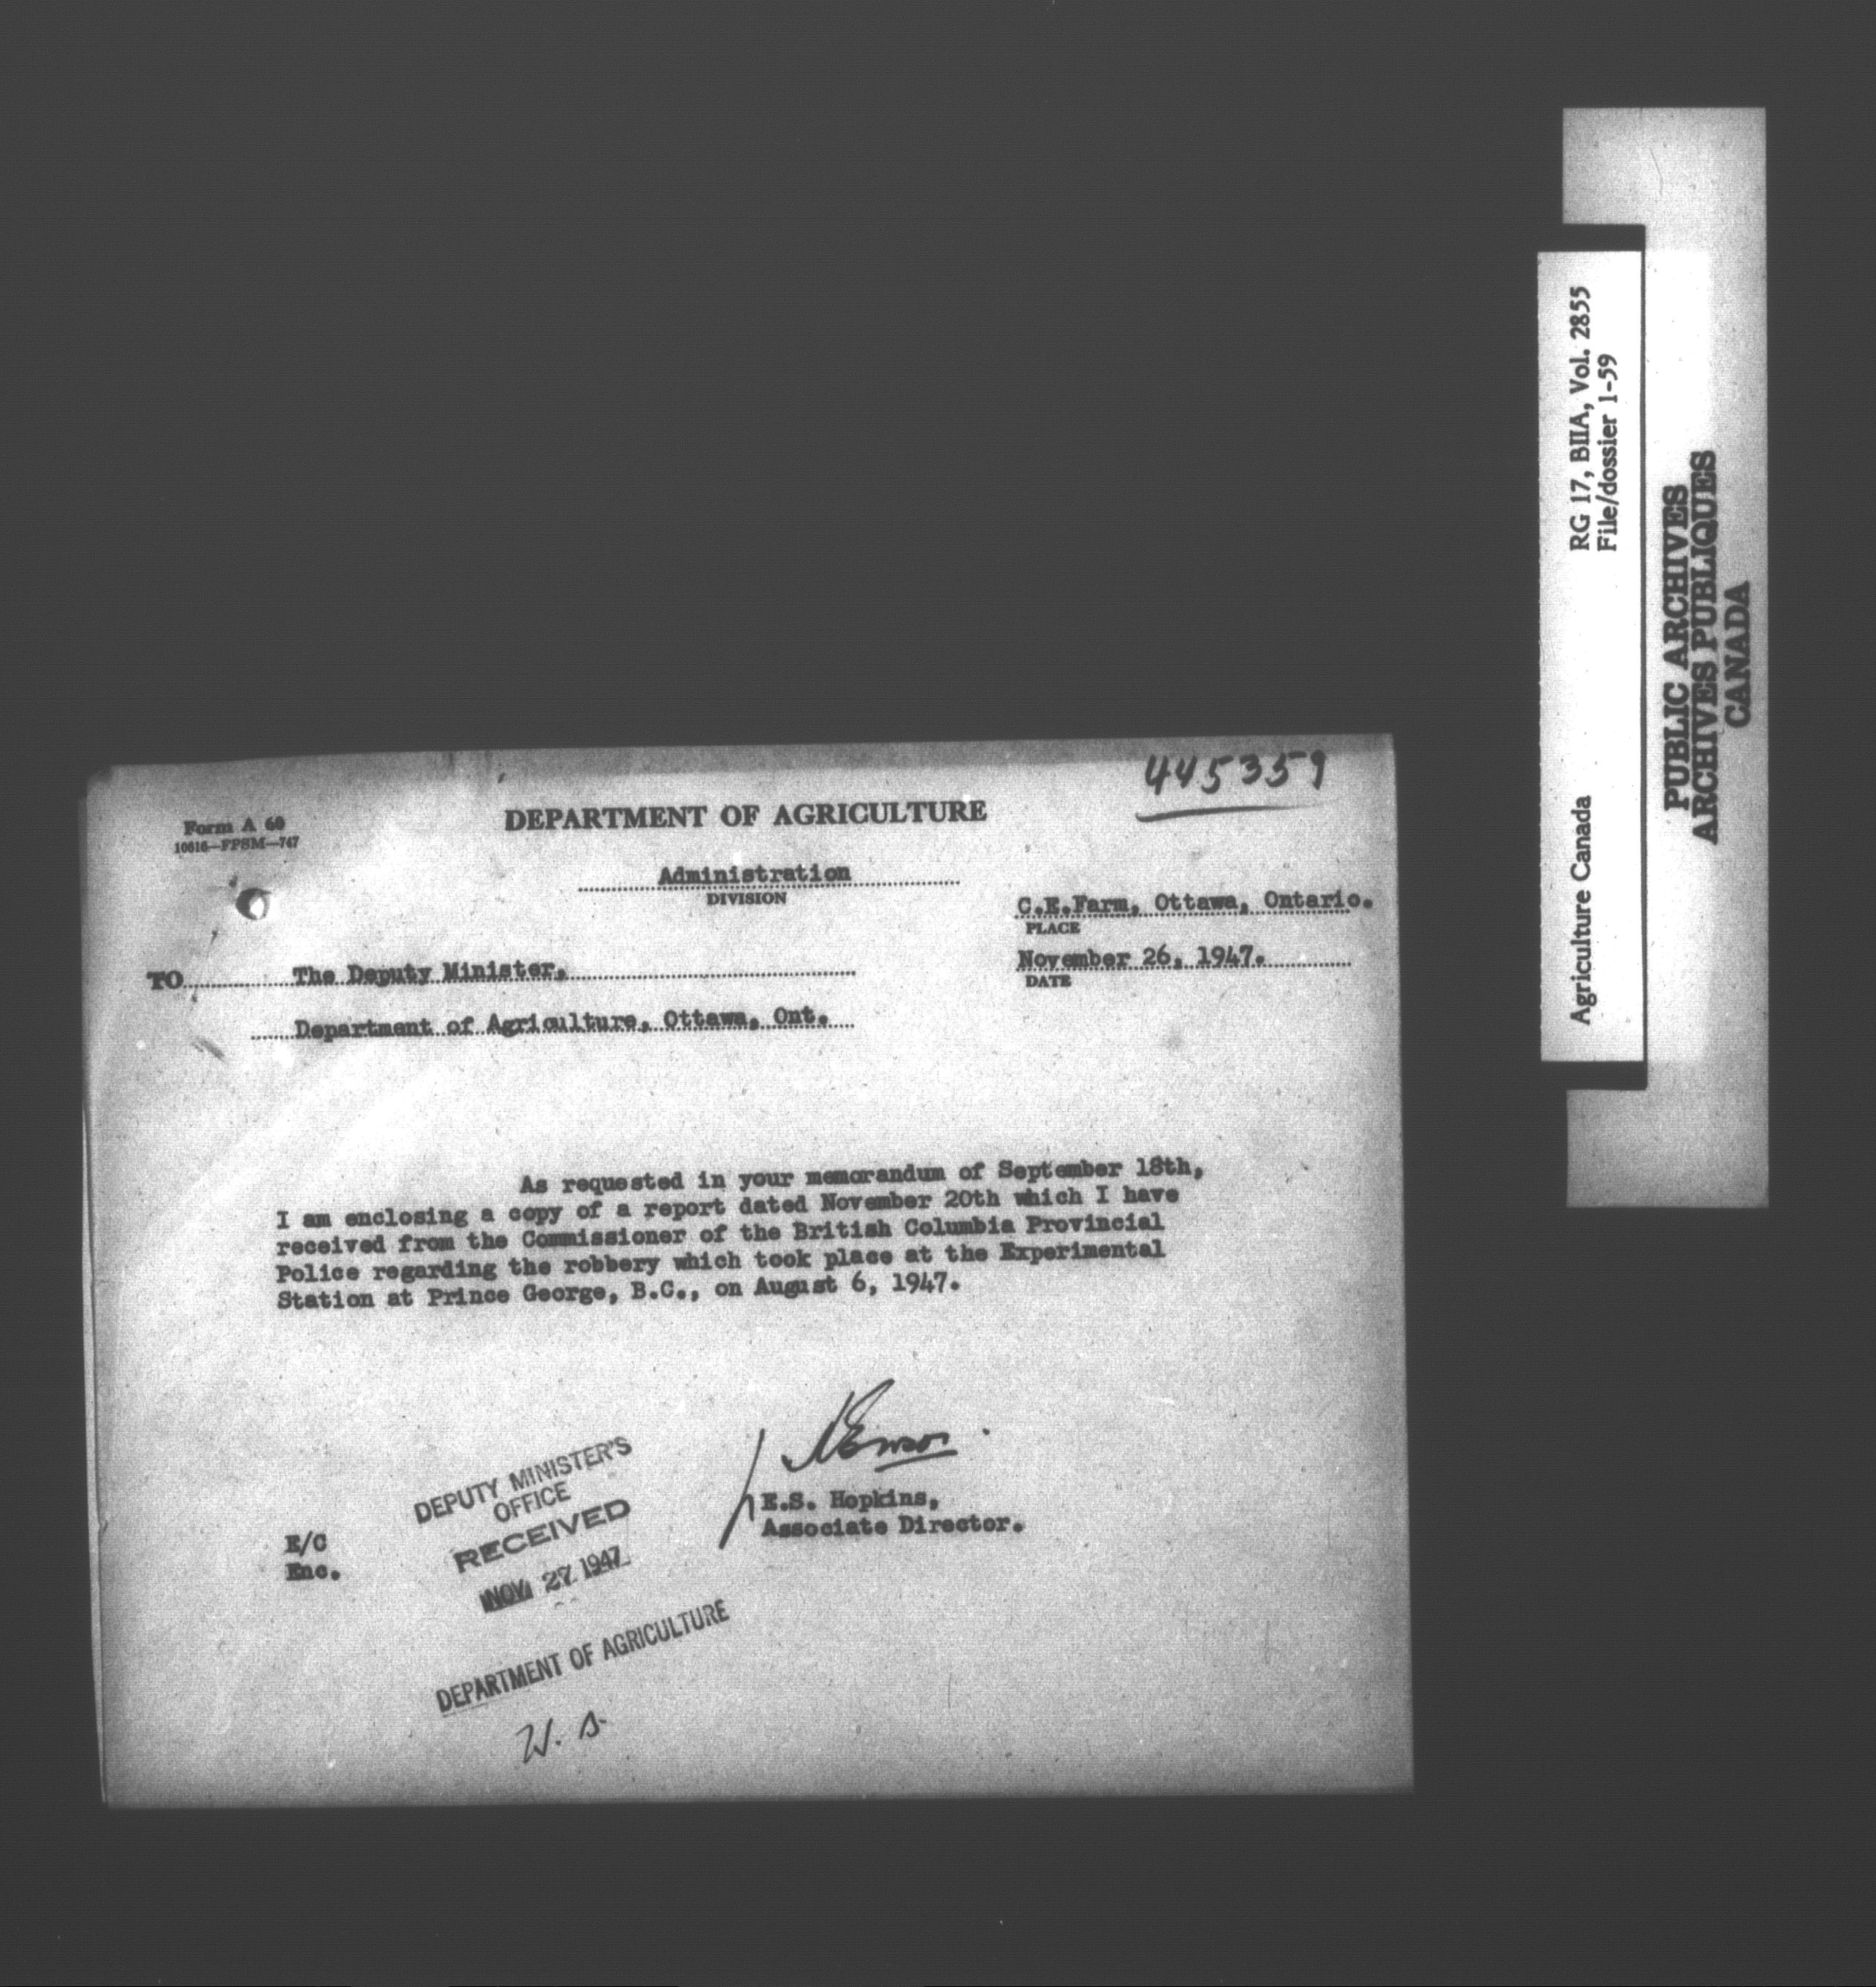 445359
Form A 60
10616—FPSM—747
DEPARTMENT OF AGRICULTURE
Administration
DIVISION
C.E.Farm, Ottawa, Ontario.
PLACE
November 26, 1947.
DATE
TO The Deputy Minister,
Department of Agriculture, Ottawa, Ont.
As requested in your memorandum of September 18th,
I am enclosing a copy of a report dated November 20th which I have
received from the Commissioner of the British Columbia Provincial
Police regarding the robbery which took place at the Experimental
Station at Prince George, B.C., on August 6, 1947.
E.S. Hopkins,
Associate Director.
E/C
Enc.
DEPUTY MINISTER'S
OFFICE
RECEIVED
NOV 27 1947
DEPARTMENT OF AGRICULTURE
Agriculture Canada RG 17, BIIA, Vol. 2855
File/dossier 1-59
PUBLIC ARCHIVES
ARCHIVES PUBLIQUES
CANADA